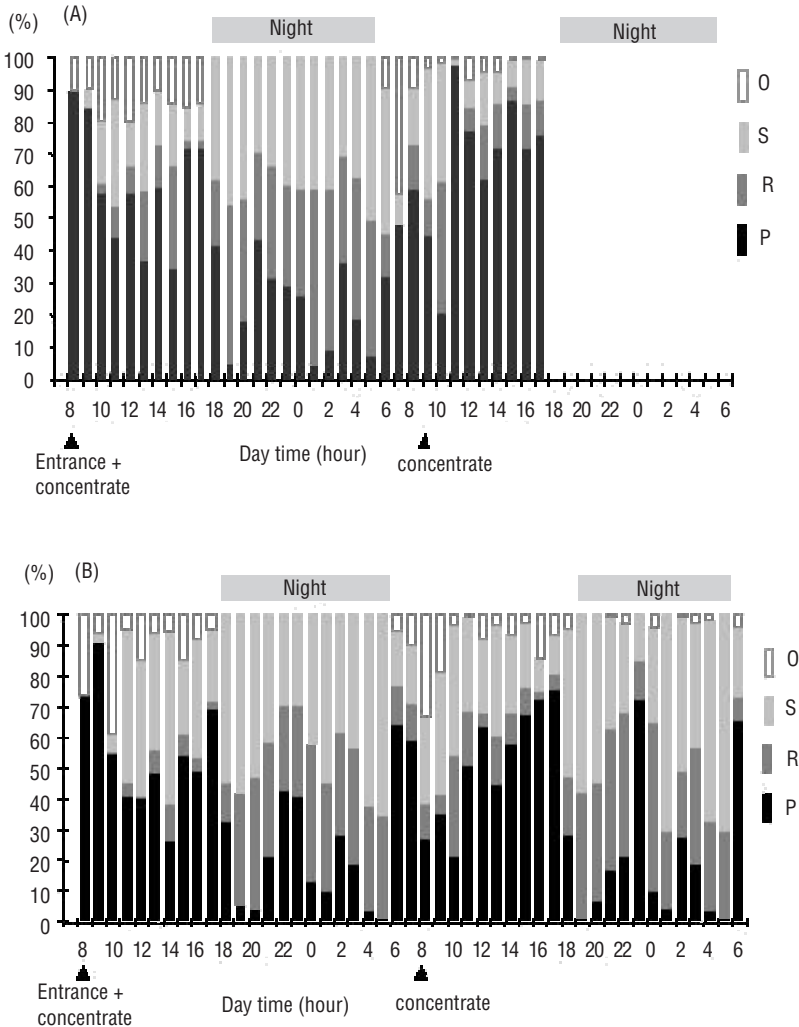 (%) (A)
Night Night
100
90
80
70
60
50
40
30
20
10
0
O
S
R
P
8 10 12 14 16 18 20 22 0 2 4 6 8 10 12 14 16 18 20 22 0 2 4 6
Entrance +
concentrate
Day time (hour)
concentrate
(%) (B)
Night Night
100
90
80
70
60
50
40
30
20
10
0
O
S
R
P
8 10 12 14 16 18 20 22 0 2 4 6 8 10 12 14 16 18 20 22 0 2 4 6
Entrance +
concentrate
Day time (hour)
concentrate